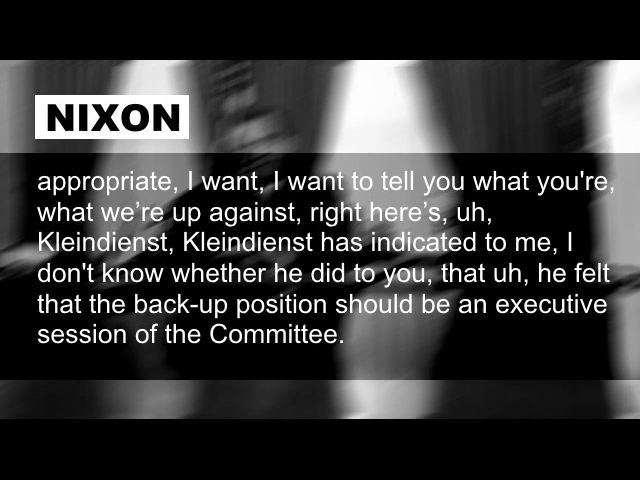 NIXON
appropriate, I want, I want to tell you what you're,
what we’re up against, right here’s, uh,
Kleindienst, Kleindienst has indicated to me, I
don't know whether he did to you, that uh, he felt
that the back-up position should be an executive
session of the Committee.